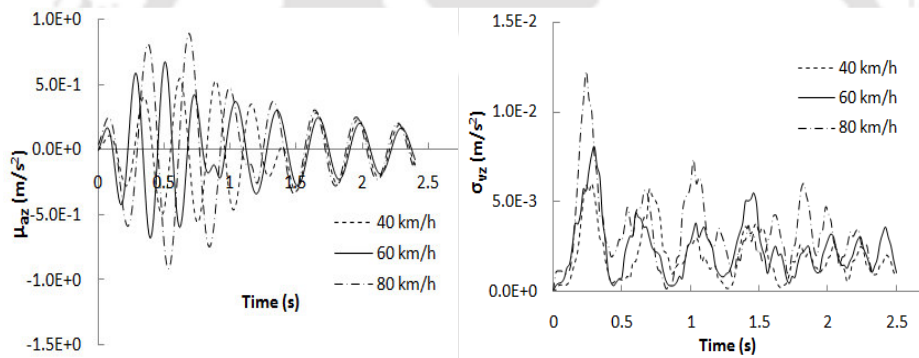 1.0E+0
5.0E-1
0.0E+0
-5.0E-1
-1.0E+0
-1.5E+0
μaz (m/s²)
0 0.5 1 1.5 2 2.5
40 km/h
60 km/h
80 km/h
Time (s)
1.5E-2
1.0E-2
5.0E-3
0.0E+0
σyz (m/s²)
40 km/h
60 km/h
80 km/h
0 0.5 1 1.5 2 2.5
Time (s)